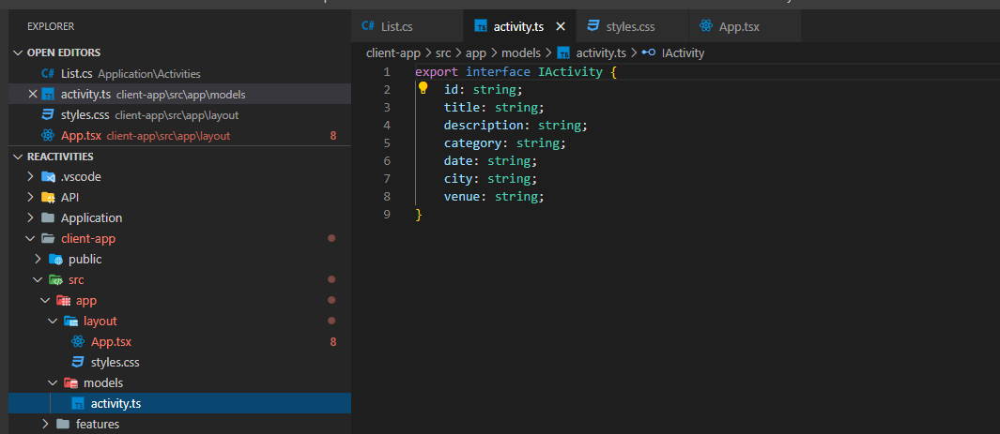 EXPLORER
OPEN EDITORS
C# List.cs Application\Activities
TS activity.ts client-app\src\app\models
styles.css client-app\src\app\layout
App.tsx client-app\src\app\layout 8
REACTIVITIES
.vscode
API
Application
client-app
public
src
app
layout
App.tsx 8
styles.css
models
TS activity.ts
features
C# List.cs TS activity.ts styles.css App.tsx
client-app > src > app > models > TS activity.ts > IActivity
1 export interface IActivity {
2 id: string;
3 title: string;
4 description: string;
5 category: string;
6 date: string;
7 city: string;
8 venue: string;
9 }